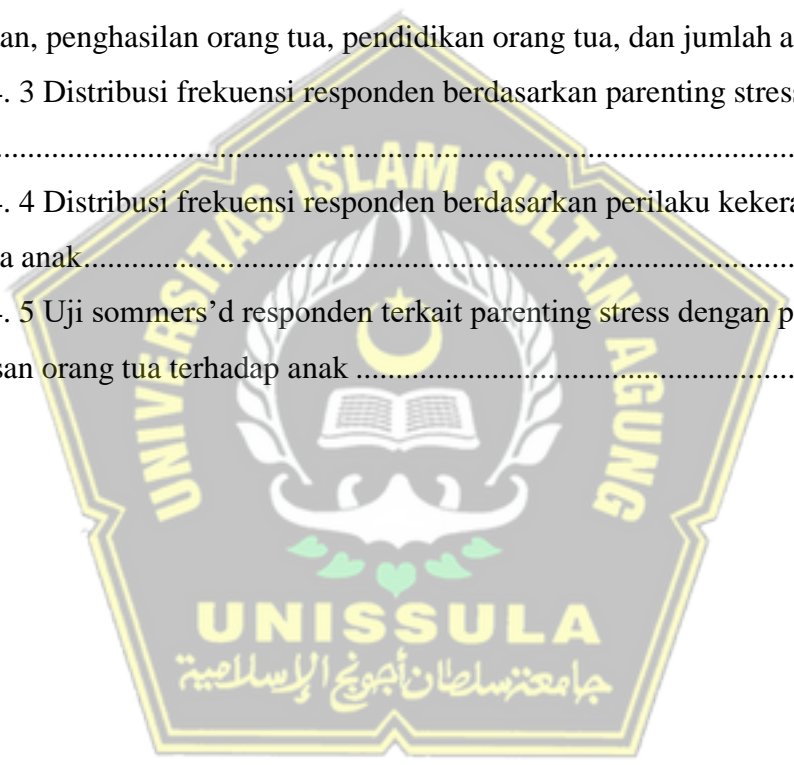 an, penghasilan orang tua, pendidikan orang tua, dan jumlah a
. 3 Distribusi frekuensi responden berdasarkan parenting stress
................................................................................
. 4 Distribusi frekuensi responden berdasarkan perilaku kekera
a anak................................................................................
. 5 Uji sommers’d responden terkait parenting stress dengan p
san orang tua terhadap anak ................................................
UNIVERSITAS ISLAM SULTAN AGUNG
UNISSULA
جامعتنسلطان أجونج الإسلامية